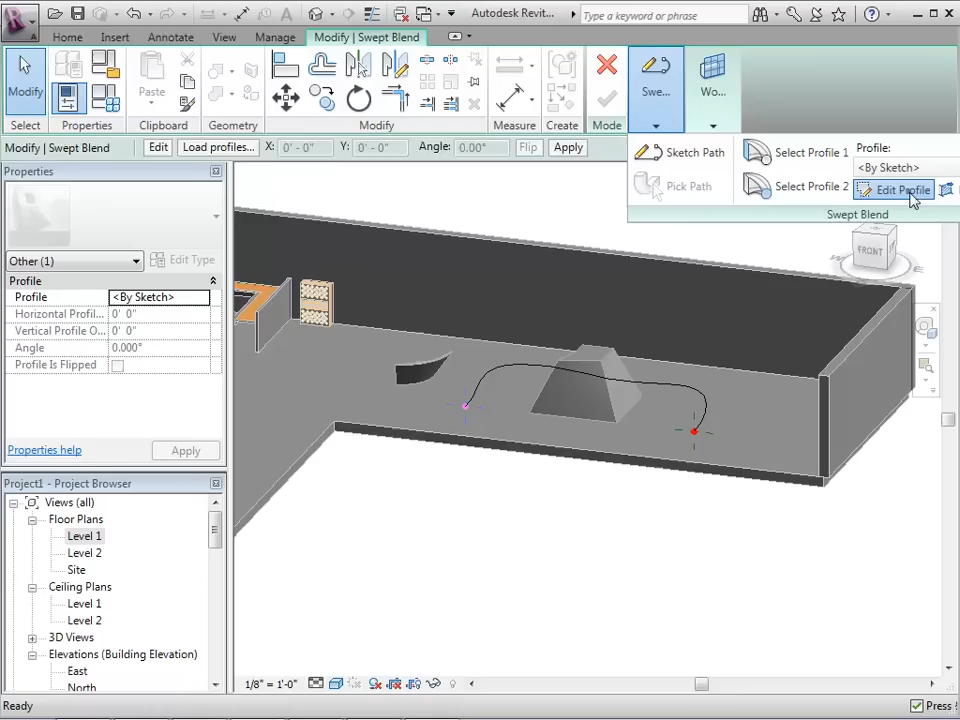 Autodesk Revit...
Type a keyword or phrase
Home
Insert
Annotate
View
Manage
Modify | Swept Blend
Modify
Paste
Swe...
Wo...
Select
Properties
Clipboard
Geometry
Modify
Measure
Create
Mode
Modify | Swept Blend
Edit
Load profiles...
X:
0' - 0"
Y:
0' - 0"
Angle:
0.00°
Flip
Apply
Sketch Path
Select Profile 1
Profile:
<By Sketch>
Pick Path
Select Profile 2
Edit Profile
Swept Blend
Properties
Other (1)
Edit Type
Profile
Profile
<By Sketch>
Horizontal Profil...
0' 0"
Vertical Profile O...
0' 0"
Angle
0.000°
Profile Is Flipped
Properties help
Apply
FRONT
W
E
Project1 - Project Browser
Views (all)
Floor Plans
Level 1
Level 2
Site
Ceiling Plans
Level 1
Level 2
3D Views
Elevations (Building Elevation)
East
North
1/8" = 1'-0"
Ready
Press